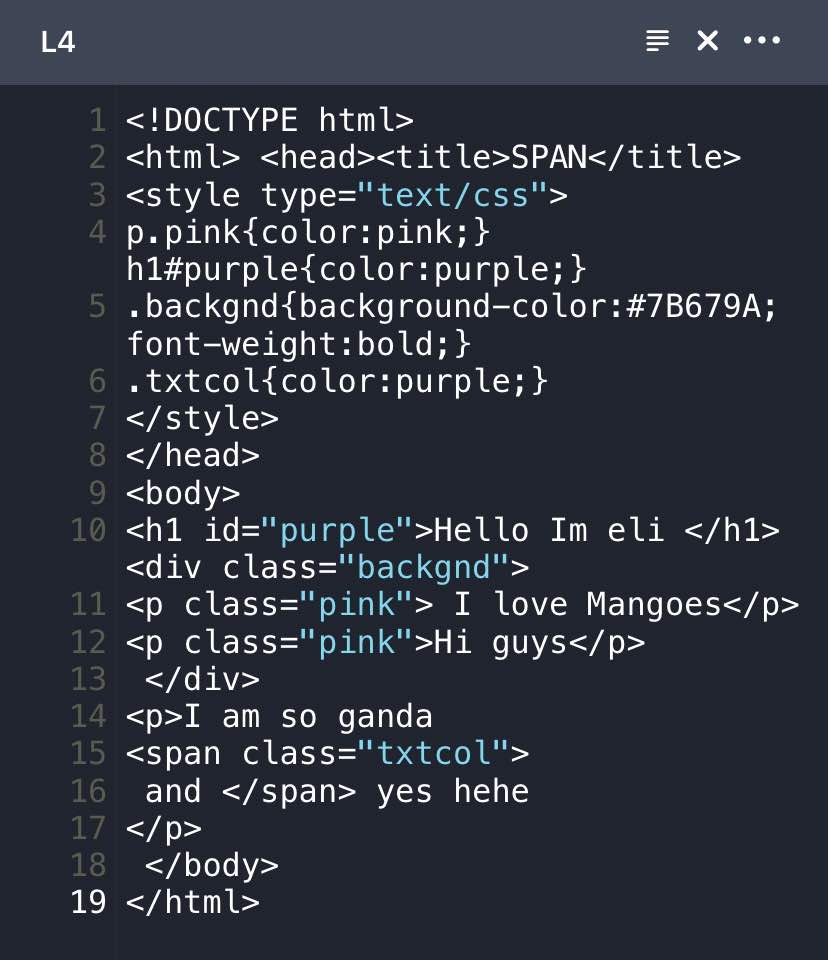 L4
1 <!DOCTYPE html>
2 <html> <head><title>SPAN</title>
3 <style type="text/css">
4 p.pink{color:pink;}
h1#purple{color:purple;}
5 .backgnd{background-color:#7B679A;
font-weight:bold;}
6 .txtcol{color:purple;}
7 </style>
8 </head>
9 <body>
10 <h1 id="purple">Hello Im eli </h1>
<div class="backgnd">
11 <p class="pink"> I love Mangoes</p>
12 <p class="pink">Hi guys</p>
13  </div>
14 <p>I am so ganda
15 <span class="txtcol">
16  and </span> yes hehe
17 </p>
18  </body>
19 </html>